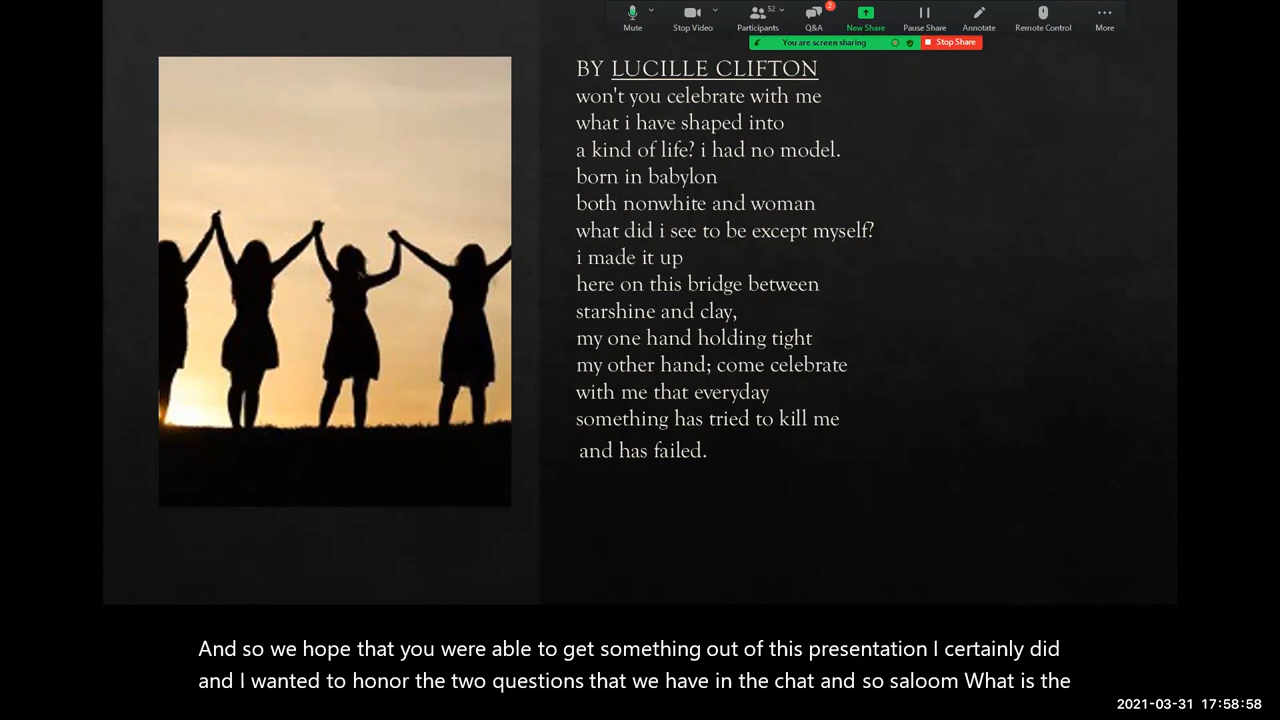 52
2
Mute
Stop Video
Participants
Q&A
New Share
Pause Share
Annotate
Remote Control
More
You are screen sharing
Stop Share
BY LUCILLE CLIFTON
won't you celebrate with me
what i have shaped into
a kind of life? i had no model.
born in babylon
both nonwhite and woman
what did i see to be except myself?
i made it up
here on this bridge between
starshine and clay,
my one hand holding tight
my other hand; come celebrate
with me that everyday
something has tried to kill me
and has failed.
And so we hope that you were able to get something out of this presentation I certainly did
and I wanted to honor the two questions that we have in the chat and so saloom What is the
2021-03-31 17:58:58